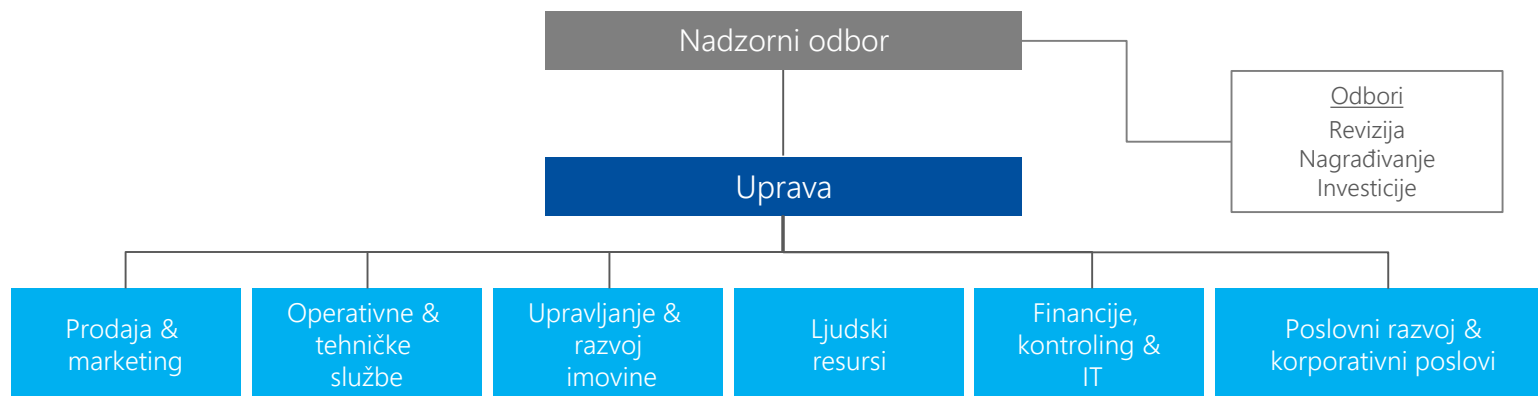 Nadzorni odbor
Odbori
Revizija
Nagrađivanje
Investicije
Uprava
Prodaja &
marketing
Operativne &
tehničke
službe
Upravljanje &
razvoj
imovine
Ljudski
resursi
Financije,
kontroling &
IT
Poslovni razvoj &
korporativni poslovi